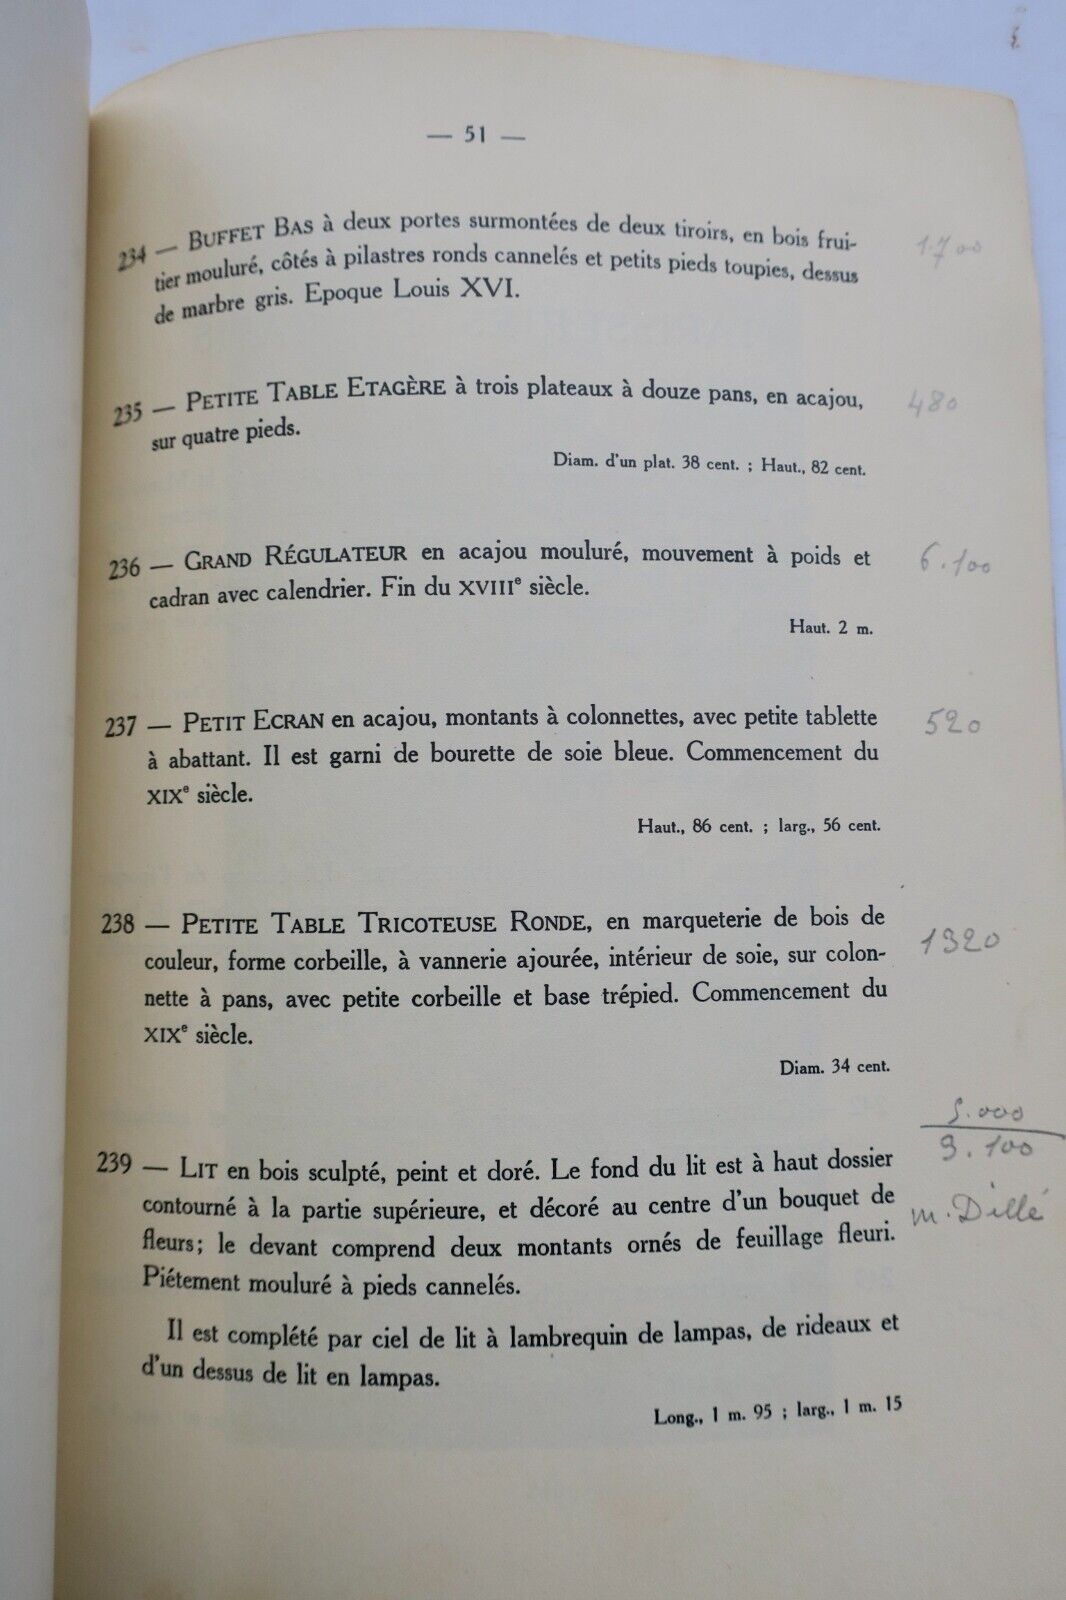 — 51 —
234 — BUFFET BAS à deux portes surmontées de deux tiroirs, en bois frui-
tier mouluré, côtés à pilastres ronds cannelés et petits pieds toupies, dessus
de marbre gris. Epoque Louis XVI.
1.700
235 — PETITE TABLE ETAGÈRE à trois plateaux à douze pans, en acajou,
sur quatre pieds.
480
Diam. d'un plat. 38 cent. ; Haut., 82 cent.
236 — GRAND RÉGULATEUR en acajou mouluré, mouvement à poids et
cadran avec calendrier. Fin du XVIIIe siècle.
6.100
Haut. 2 m.
237 — PETIT ECRAN en acajou, montants à colonnettes, avec petite tablette
à abattant. Il est garni de bourette de soie bleue. Commencement du
XIXe siècle.
520
Haut., 86 cent. ; larg., 56 cent.
238 — PETITE TABLE TRICOTEUSE RONDE, en marqueterie de bois de
couleur, forme corbeille, à vannerie ajourée, intérieur de soie, sur colon-
nette à pans, avec petite corbeille et base trépied. Commencement du
XIXe siècle.
1320
Diam. 34 cent.
239 — LIT en bois sculpté, peint et doré. Le fond du lit est à haut dossier
contourné à la partie supérieure, et décoré au centre d'un bouquet de
fleurs; le devant comprend deux montants ornés de feuillage fleuri.
Piétement mouluré à pieds cannelés.
.000
.100
m. Dillé
Il est complété par ciel de lit à lambrequin de lampas, de rideaux et
d'un dessus de lit en lampas.
Long., 1 m. 95 ; larg., 1 m. 15